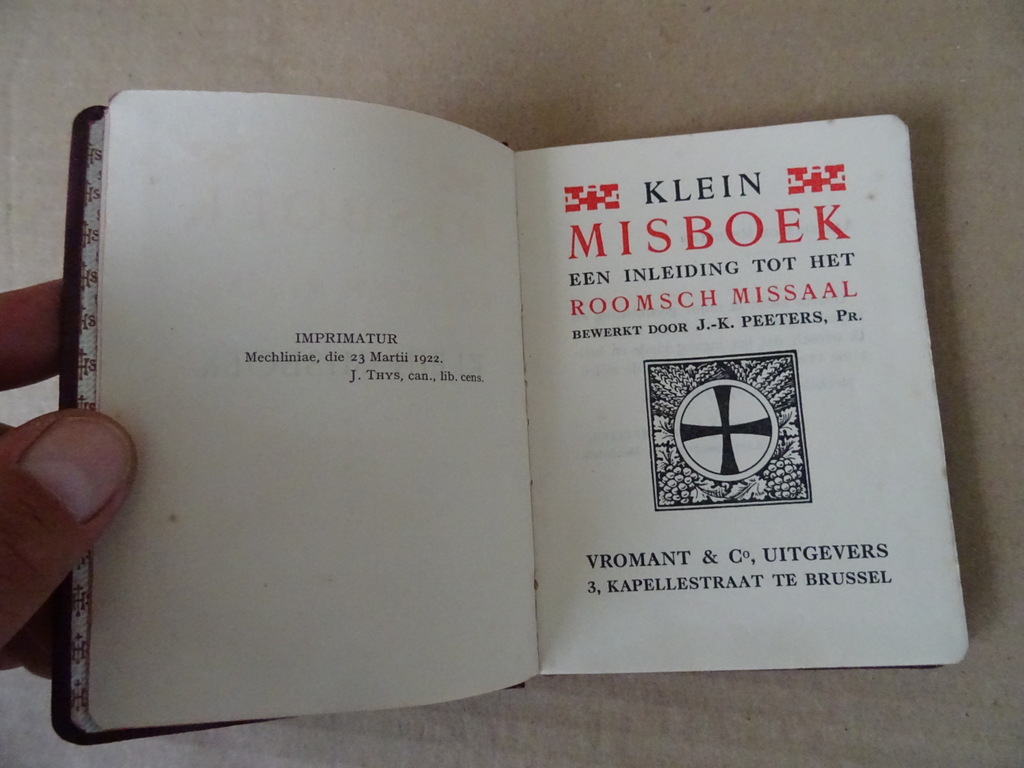 IMPRIMATUR
Mechliniae, die 23 Martii 1922.
J. THYS, can., lib. cens.
KLEIN
MISBOEK
EEN INLEIDING TOT HET
ROOMSCH MISSAAL
BEWERKT DOOR J.-K. PEETERS, PR.
VROMANT & Cº, UITGEVERS
3, KAPELLESTRAAT TE BRUSSEL